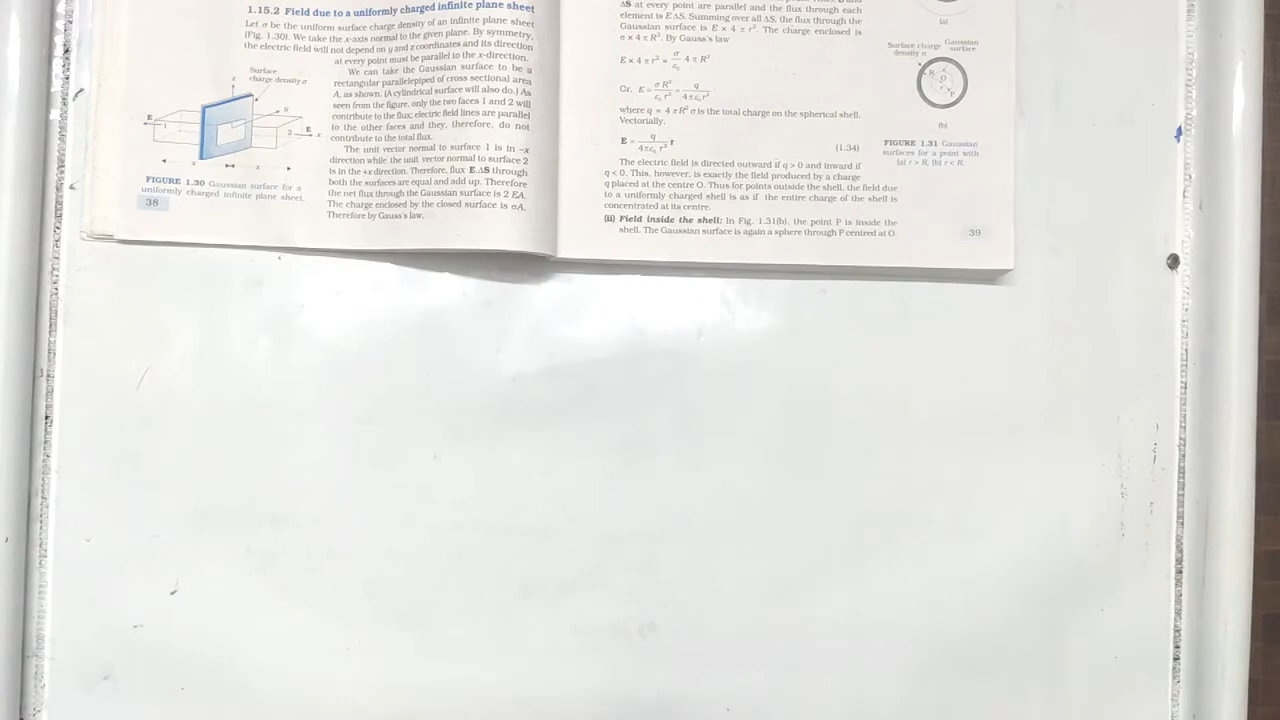 1.15.2 Field due to a uniformly charged infinite plane sheet
Let σ be the uniform surface charge density of an infinite plane sheet
(Fig. 1.30). We take the x-axis normal to the given plane. By symmetry,
the electric field will not depend on y and z coordinates and its direction
at every point must be parallel to the x-direction.
Surface
charge density σ
z
y
E
1
2
E
x
x
x
We can take the Gaussian surface to be a
rectangular parallelepiped of cross sectional area
A, as shown. (A cylindrical surface will also do.) As
seen from the figure, only the two faces 1 and 2 will
contribute to the flux; electric field lines are parallel
to the other faces and they, therefore, do not
contribute to the total flux.
The unit vector normal to surface 1 is in –x
direction while the unit vector normal to surface 2
is in the +x direction. Therefore, flux E.ΔS through
both the surfaces are equal and add up. Therefore
the net flux through the Gaussian surface is 2 EA.
The charge enclosed by the closed surface is σA.
Therefore by Gauss's law,
FIGURE 1.30 Gaussian surface for a
uniformly charged infinite plane sheet.
38
ΔS at every point are parallel and the flux through each
element is E ΔS. Summing over all ΔS, the flux through the
Gaussian surface is E × 4 π r². The charge enclosed is
σ × 4 π R². By Gauss's law
E × 4 π r² = σ/ε₀ 4 π R²
Or, E = σ R²/ε₀ r² = q/4πε₀ r²
where q = 4 π R² σ is the total charge on the spherical shell.
Vectorially,
E = q/4πε₀ r² r̂ (1.34)
The electric field is directed outward if q > 0 and inward if
q < 0. This, however, is exactly the field produced by a charge
q placed at the centre O. Thus for points outside the shell, the field due
to a uniformly charged shell is as if the entire charge of the shell is
concentrated at its centre.
(ii) Field inside the shell: In Fig. 1.31(b), the point P is inside the
shell. The Gaussian surface is again a sphere through P centred at O.
(a)
Surface charge
density σ
Gaussian
surface
R
O
r
P
(b)
FIGURE 1.31 Gaussian
surfaces for a point with
(a) r > R, (b) r < R.
39